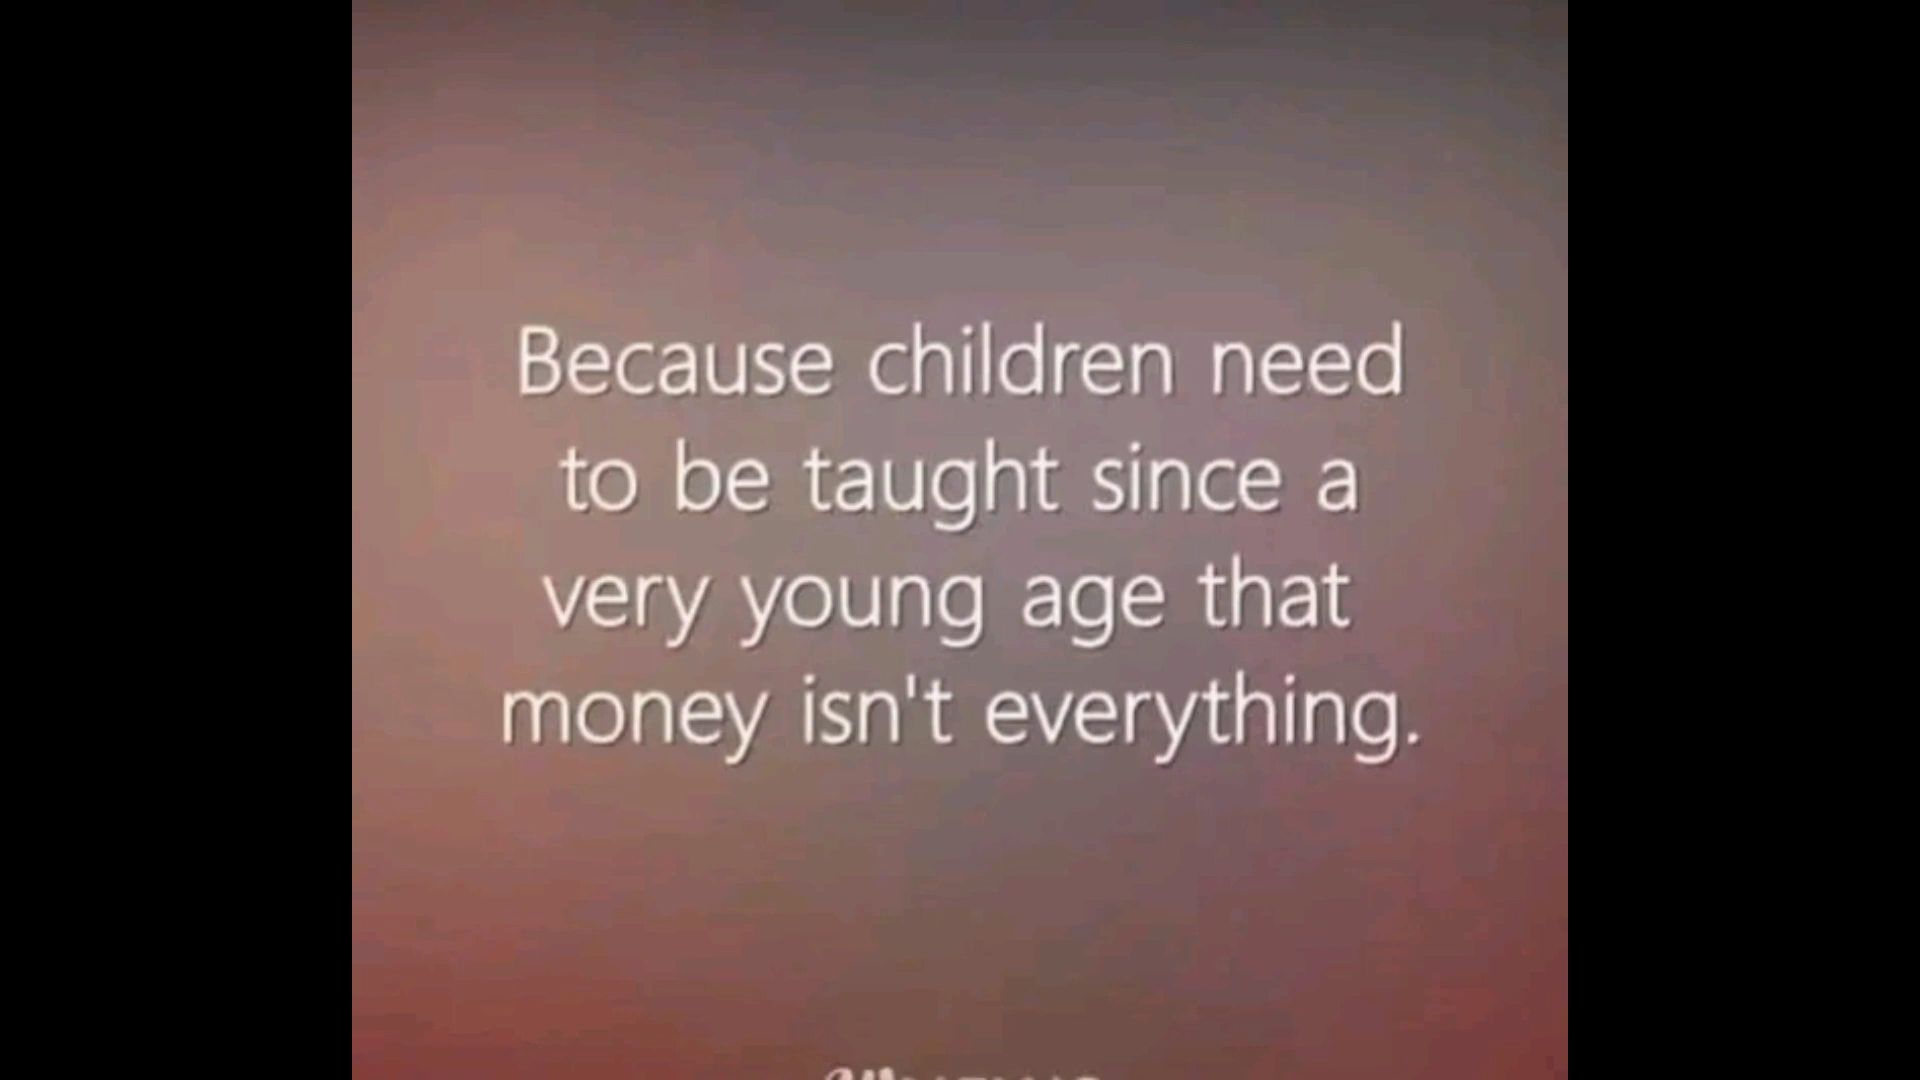 Because children need
to be taught since a
very young age that
money isn't everything.